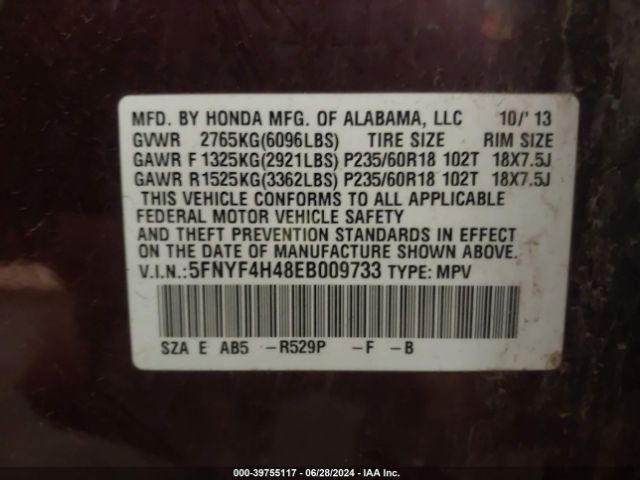 MFD. BY HONDA MFG. OF ALABAMA, LLC 10/'13
GVWR 2765KG(6096LBS) TIRE SIZE RIM SIZE
GAWR F 1325KG(2921LBS) P235/60R18 102T 18X7.5J
GAWR R 1525KG(3362LBS) P235/60R18 102T 18X7.5J
THIS VEHICLE CONFORMS TO ALL APPLICABLE
FEDERAL MOTOR VEHICLE SAFETY
AND THEFT PREVENTION STANDARDS IN EFFECT
ON THE DATE OF MANUFACTURE SHOWN ABOVE.
V.I.N.:5FNYF4H48EB009733 TYPE: MPV
SZA E AB5 -R529P -F -B
000-39755117 - 06/28/2024 - IAA Inc.